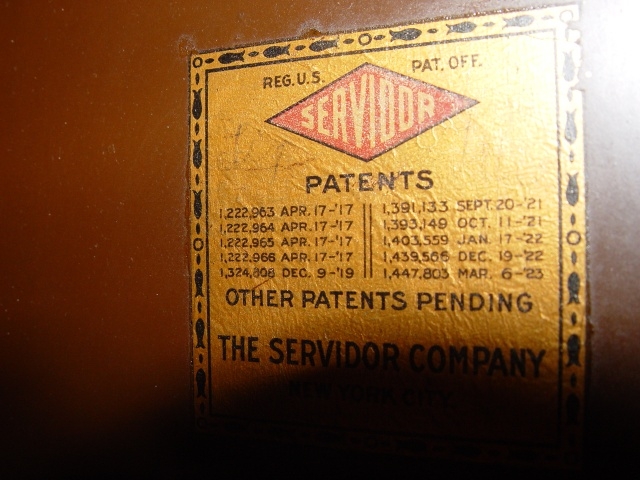 REG. U.S. PAT. OFF.
SERVIDOR
PATENTS
1,222,963 APR. 17-'17 1,391,133 SEPT. 20-'21
1,222,964 APR. 17-'17 1,393,149 OCT. 11-'21
1,222,965 APR. 17-'17 1,403,559 JAN. 17-'22
1,222,966 APR. 17-'17 1,439,566 DEC. 19-'22
1,324,808 DEC. 9-'19 1,447,803 MAR. 6-'23
OTHER PATENTS PENDING
THE SERVIDOR COMPANY
NEW YORK CITY.